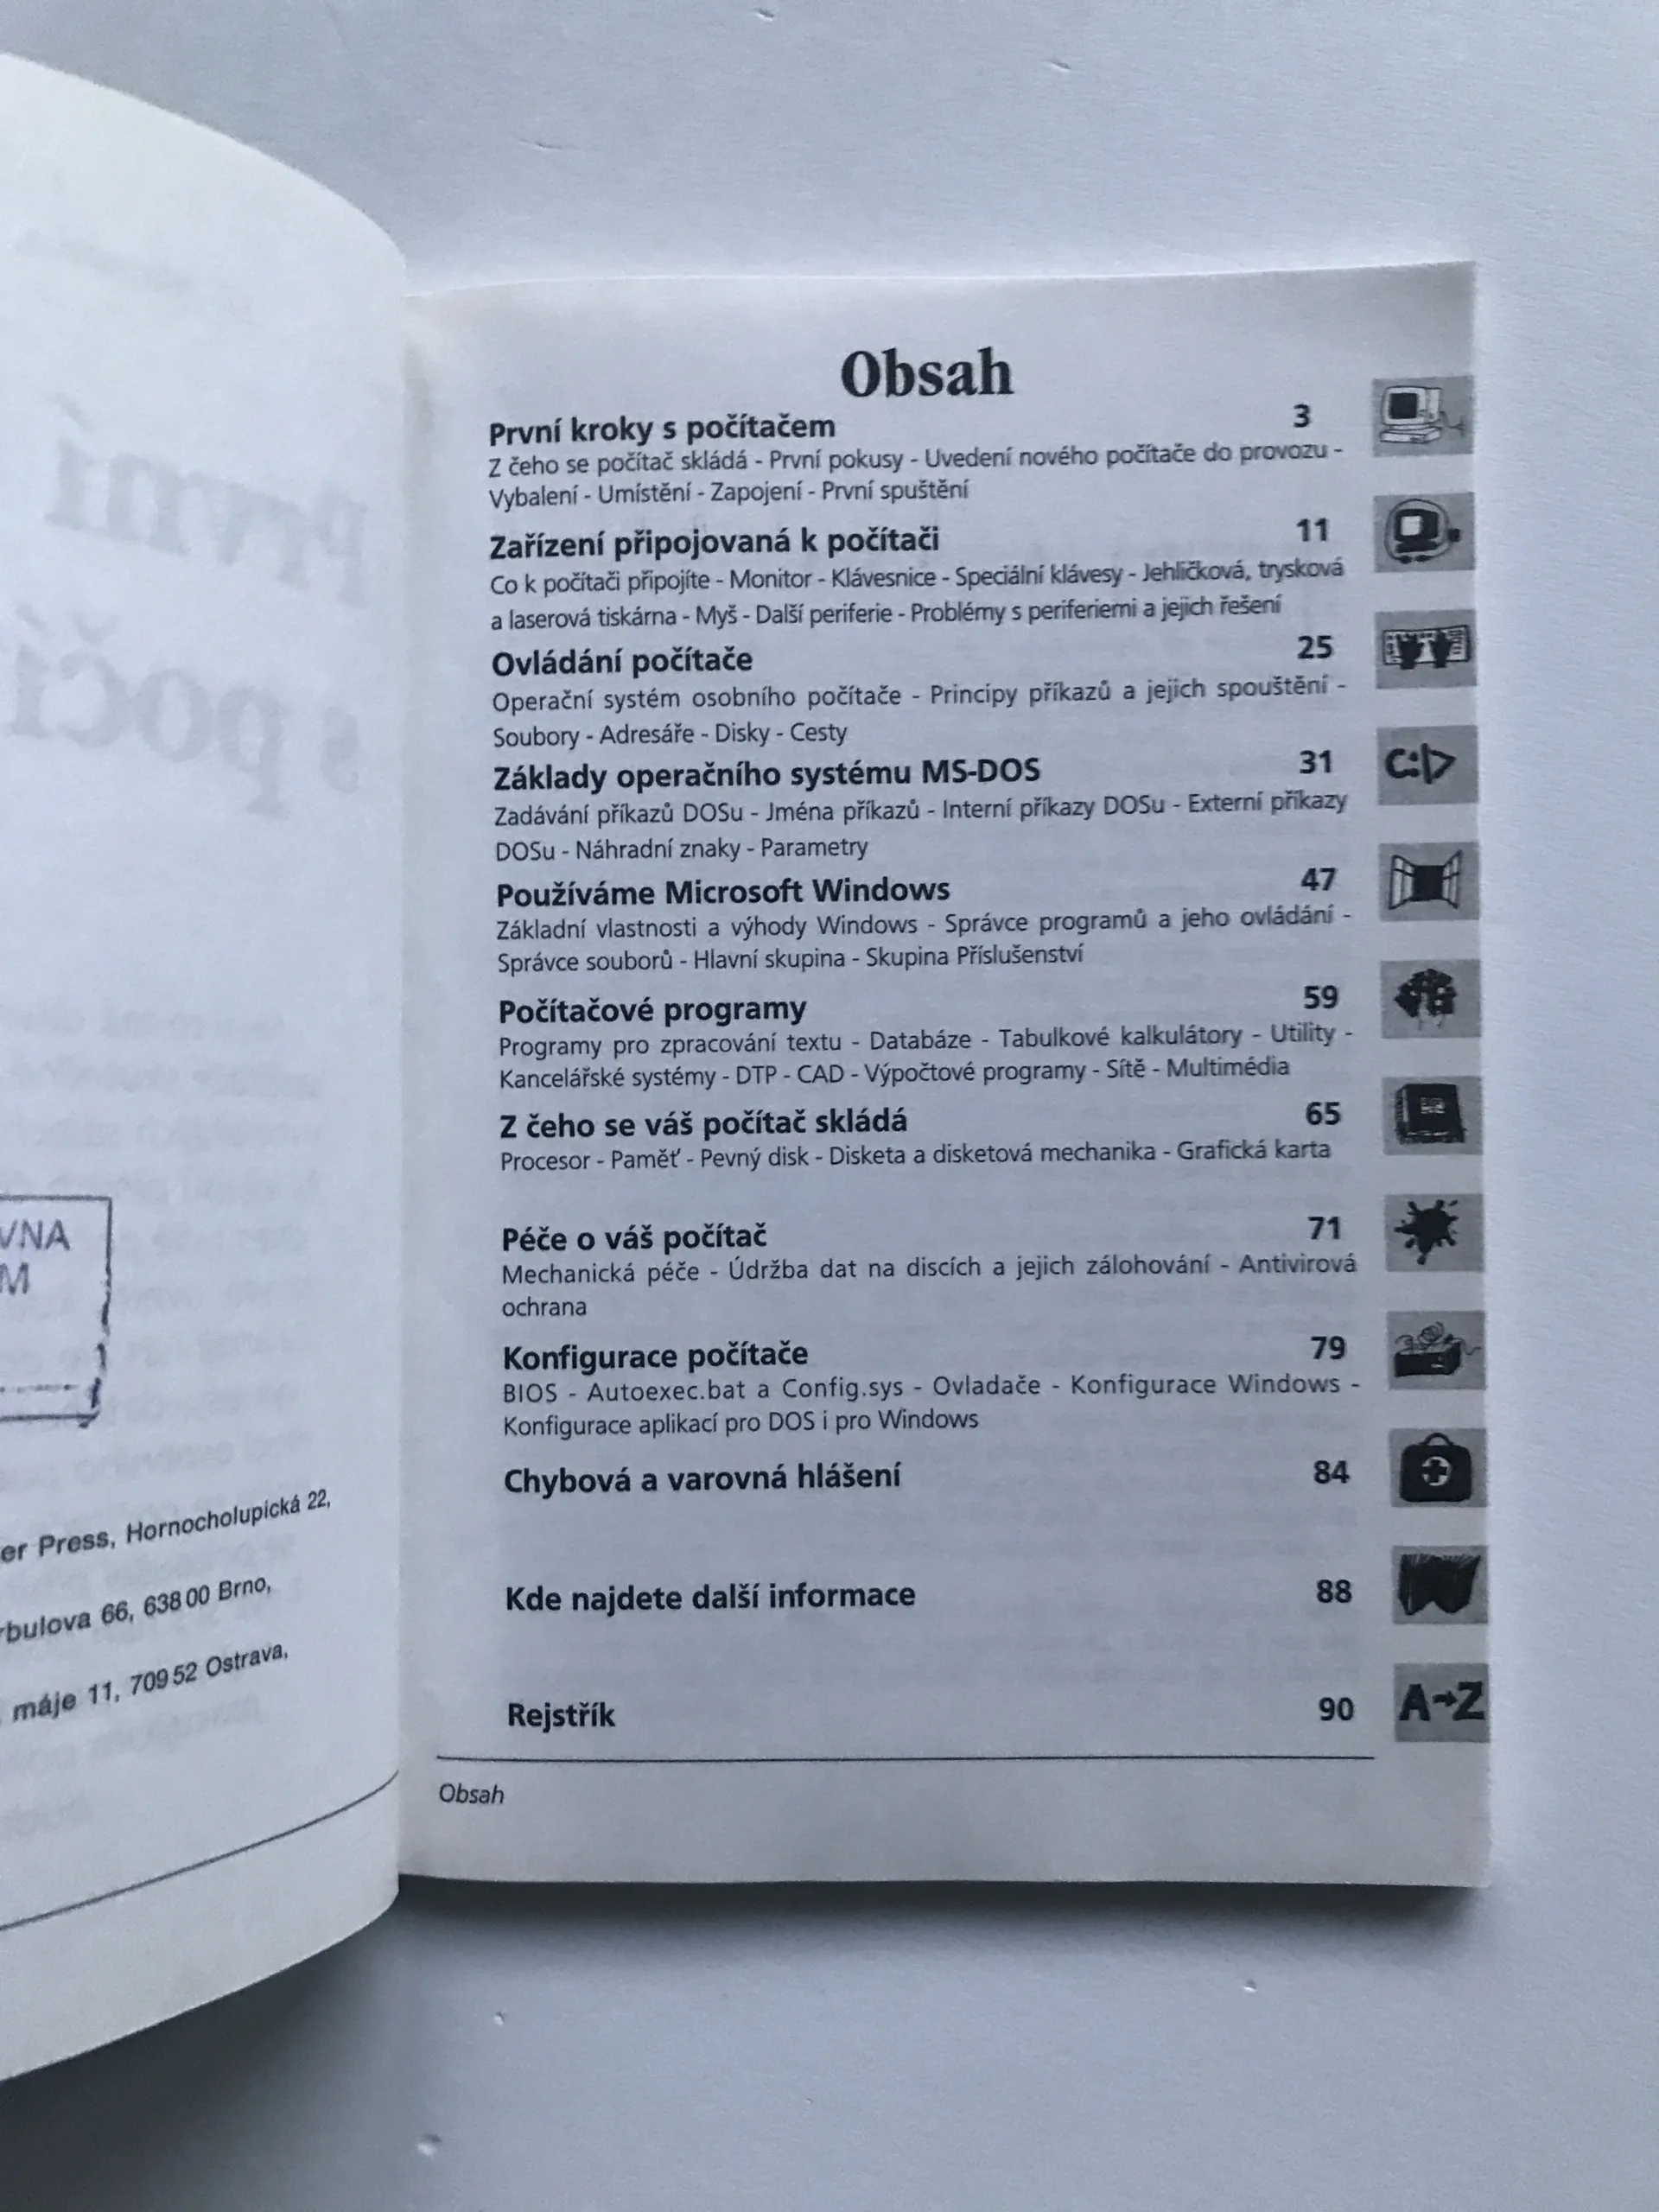 VNA
M
er Press, Hornocholupická 22,
rbulova 66, 638 00 Brno,
máje 11, 709 52 Ostrava,
Obsah
První kroky s počítačem 3
Z čeho se počítač skládá - První pokusy - Uvedení nového počítače do provozu -
Vybalení - Umístění - Zapojení - První spuštění
Zařízení připojovaná k počítači 11
Co k počítači připojíte - Monitor - Klávesnice - Speciální klávesy - Jehličková, trysková
a laserová tiskárna - Myš - Další periferie - Problémy s periferiemi a jejich řešení
Ovládání počítače 25
Operační systém osobního počítače - Principy příkazů a jejich spouštění -
Soubory - Adresáře - Disky - Cesty
Základy operačního systému MS-DOS 31
C:|>
Zadávání příkazů DOSu - Jména příkazů - Interní příkazy DOSu - Externí příkazy
DOSu - Náhradní znaky - Parametry
Používáme Microsoft Windows 47
Základní vlastnosti a výhody Windows - Správce programů a jeho ovládání -
Správce souborů - Hlavní skupina - Skupina Příslušenství
Počítačové programy 59
Programy pro zpracování textu - Databáze - Tabulkové kalkulátory - Utility -
Kancelářské systémy - DTP - CAD - Výpočtové programy - Sítě - Multimédia
Z čeho se váš počítač skládá 65
Procesor - Paměť - Pevný disk - Disketa a disketová mechanika - Grafická karta
Péče o váš počítač 71
Mechanická péče - Údržba dat na discích a jejich zálohování - Antivirová
ochrana
Konfigurace počítače 79
BIOS - Autoexec.bat a Config.sys - Ovladače - Konfigurace Windows -
Konfigurace aplikací pro DOS i pro Windows
Chybová a varovná hlášení 84
Kde najdete další informace 88
Rejstřík 90
A→Z
Obsah